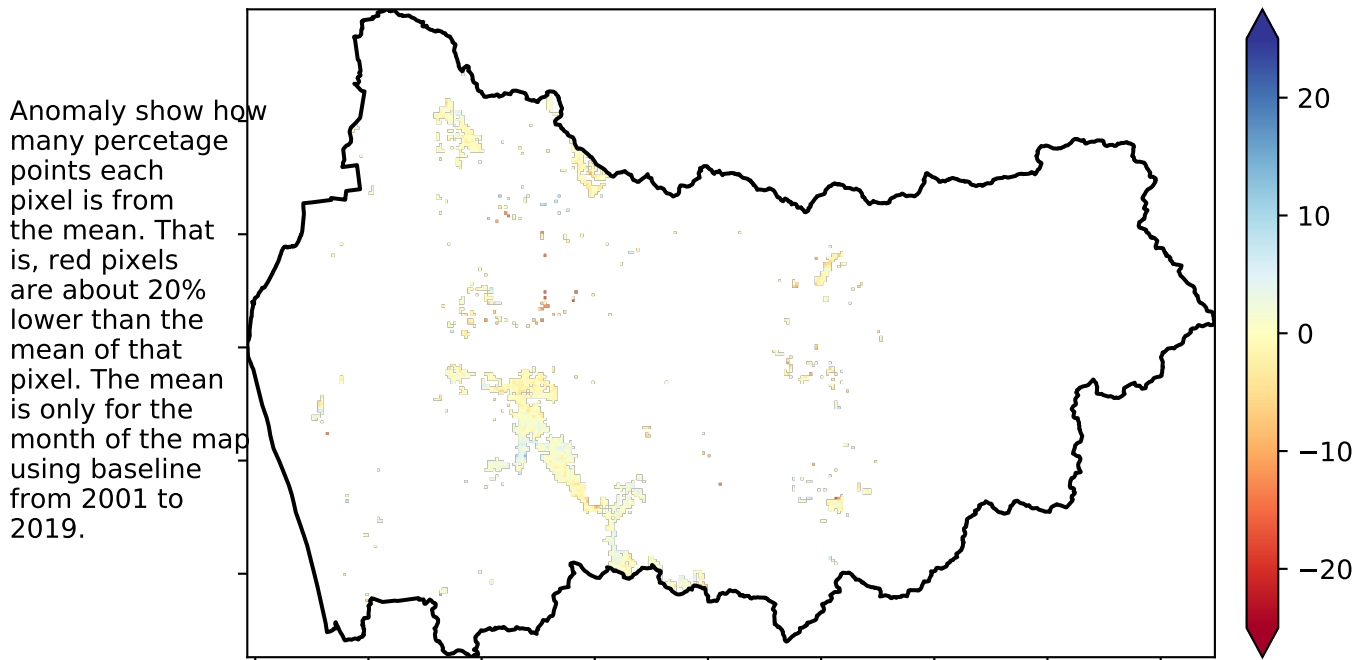 Anomaly show how
many percetage
points each
pixel is from
the mean. That
is, red pixels
are about 20%
lower than the
mean of that
pixel. The mean
is only for the
month of the map
using baseline
from 2001 to
2019.
20
10
0
−10
−20